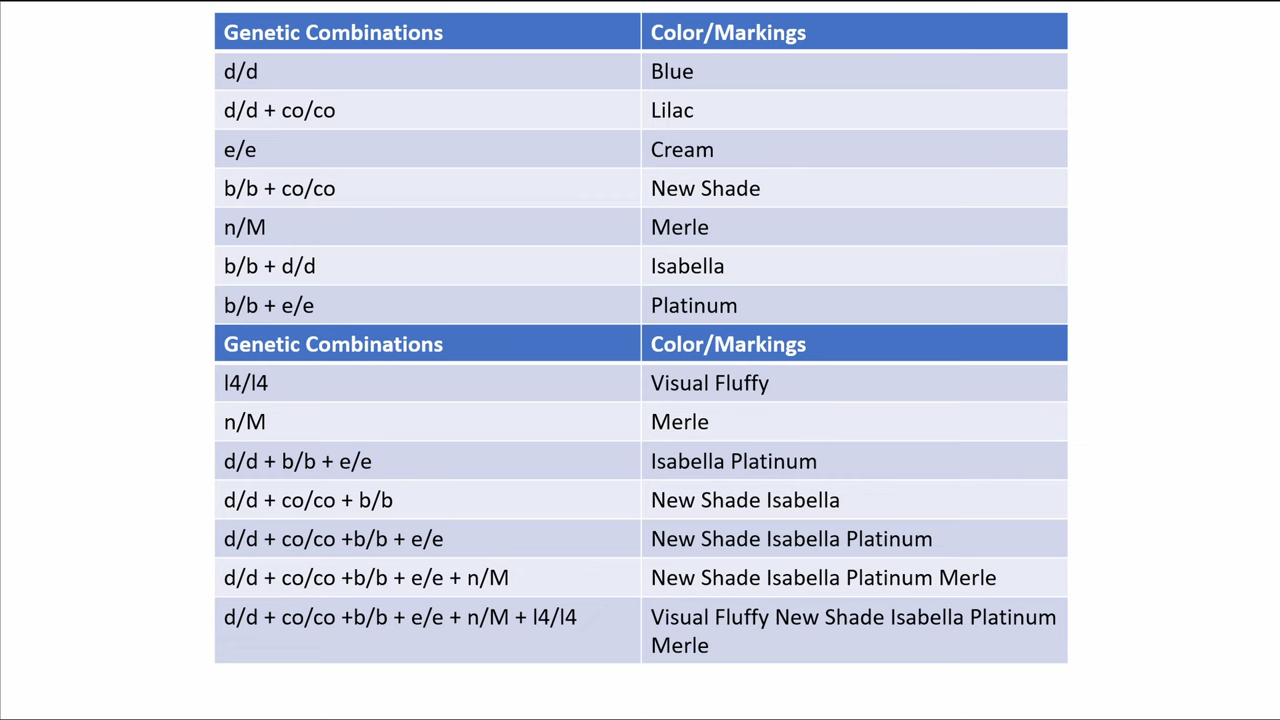 Genetic Combinations Color/Markings
d/d Blue
d/d + co/co Lilac
e/e Cream
b/b + co/co New Shade
n/M Merle
b/b + d/d Isabella
b/b + e/e Platinum
Genetic Combinations Color/Markings
l4/l4 Visual Fluffy
n/M Merle
d/d + b/b + e/e Isabella Platinum
d/d + co/co + b/b New Shade Isabella
d/d + co/co +b/b + e/e New Shade Isabella Platinum
d/d + co/co +b/b + e/e + n/M New Shade Isabella Platinum Merle
d/d + co/co +b/b + e/e + n/M + l4/l4 Visual Fluffy New Shade Isabella Platinum
Merle